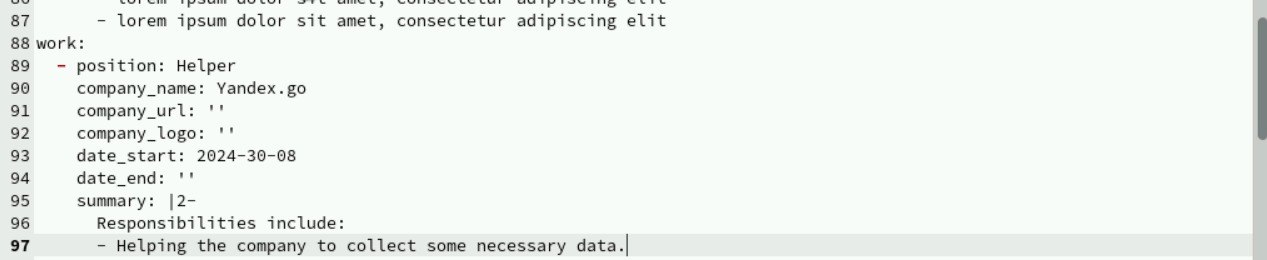 87 - lorem ipsum dolor sit amet, consectetur adipiscing elit
88 work:
89 - position: Helper
90 company_name: Yandex.go
91 company_url: ''
92 company_logo: ''
93 date_start: 2024-30-08
94 date_end: ''
95 summary: |2-
96 Responsibilities include:
97 - Helping the company to collect some necessary data.